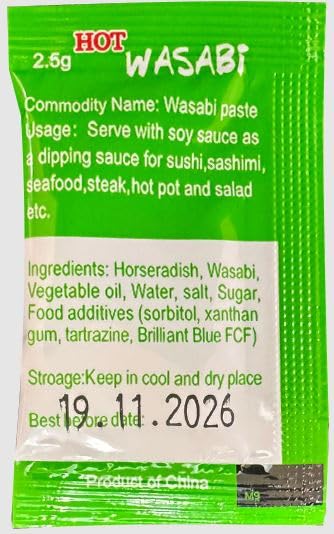 2.5g HOT WASABi
Commodity Name: Wasabi paste
Usage: Serve with soy sauce as
a dipping sauce for sushi,sashimi,
seafood,steak,hot pot and salad
etc.
Ingredients: Horseradish, Wasabi,
Vegetable oil, Water, salt, Sugar,
Food additives (sorbitol, xanthan
gum, tartrazine, Brilliant Blue FCF)
Stroage:Keep in cool and dry place
Best before date: 19.11.2026
Product of China
M9